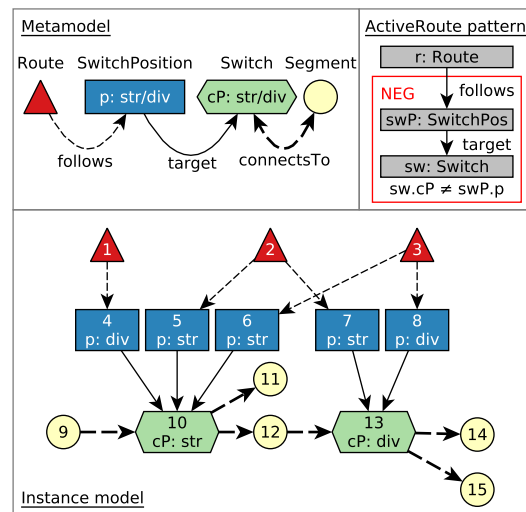 Metamodel
Route SwitchPosition Switch Segment
p: str/div cP: str/div
follows target connectsTo
ActiveRoute pattern
r: Route
NEG follows
swP: SwitchPos
target
sw: Switch
sw.cP ≠ swP.p
1 2 3
4 5 6 7 8
p: div p: str p: str p: str p: div
11
9 10 12 13 14
cP: str cP: div
15
Instance model